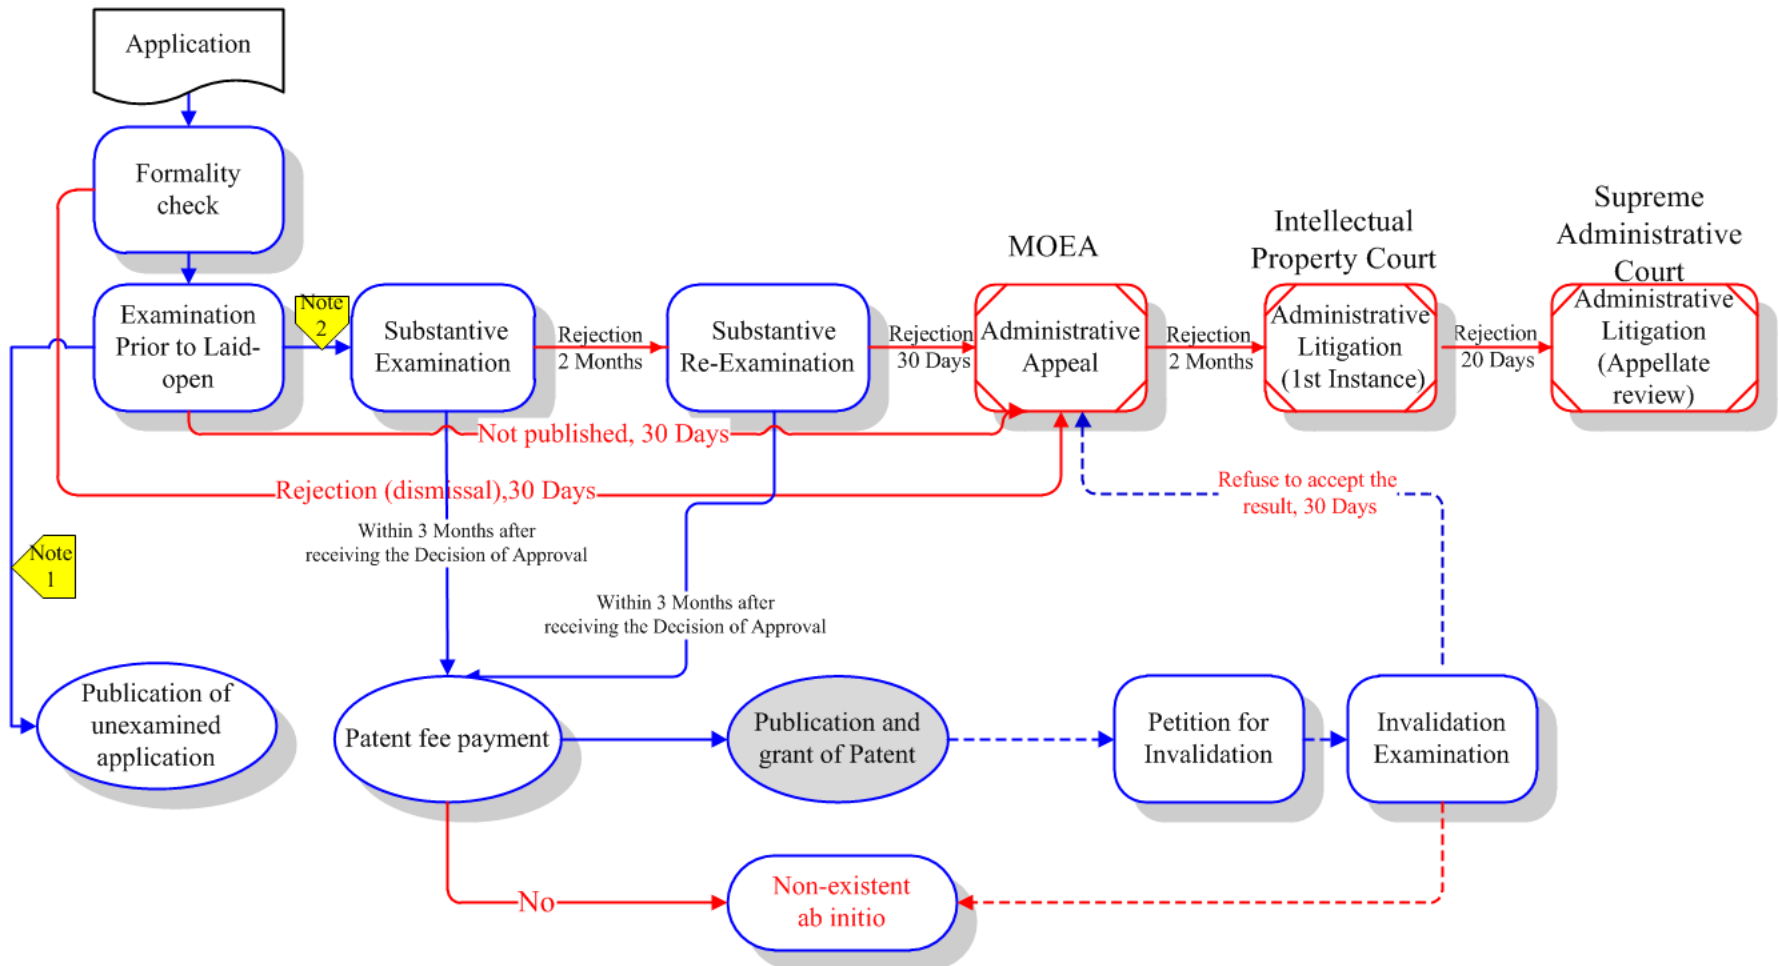 Application
Formality
check
Supreme
Administrative
Court
Intellectual
Property Court
MOEA
Examination
Prior to Laid-
open
Note
2
Substantive
Examination
Rejection
2 Months
Substantive
Re-Examination
Rejection
30 Days
Administrative
Appeal
Rejection
2 Months
Administrative
Litigation
(1st Instance)
Rejection
20 Days
Administrative
Litigation
(Appellate
review)
Not published, 30 Days
Rejection (dismissal),30 Days
Refuse to accept the
result, 30 Days
Within 3 Months after
receiving the Decision of Approval
Note
1
Within 3 Months after
receiving the Decision of Approval
Publication of
unexamined
application
Patent fee payment
Publication and
grant of Patent
Petition for
Invalidation
Invalidation
Examination
No
Non-existent
ab initio